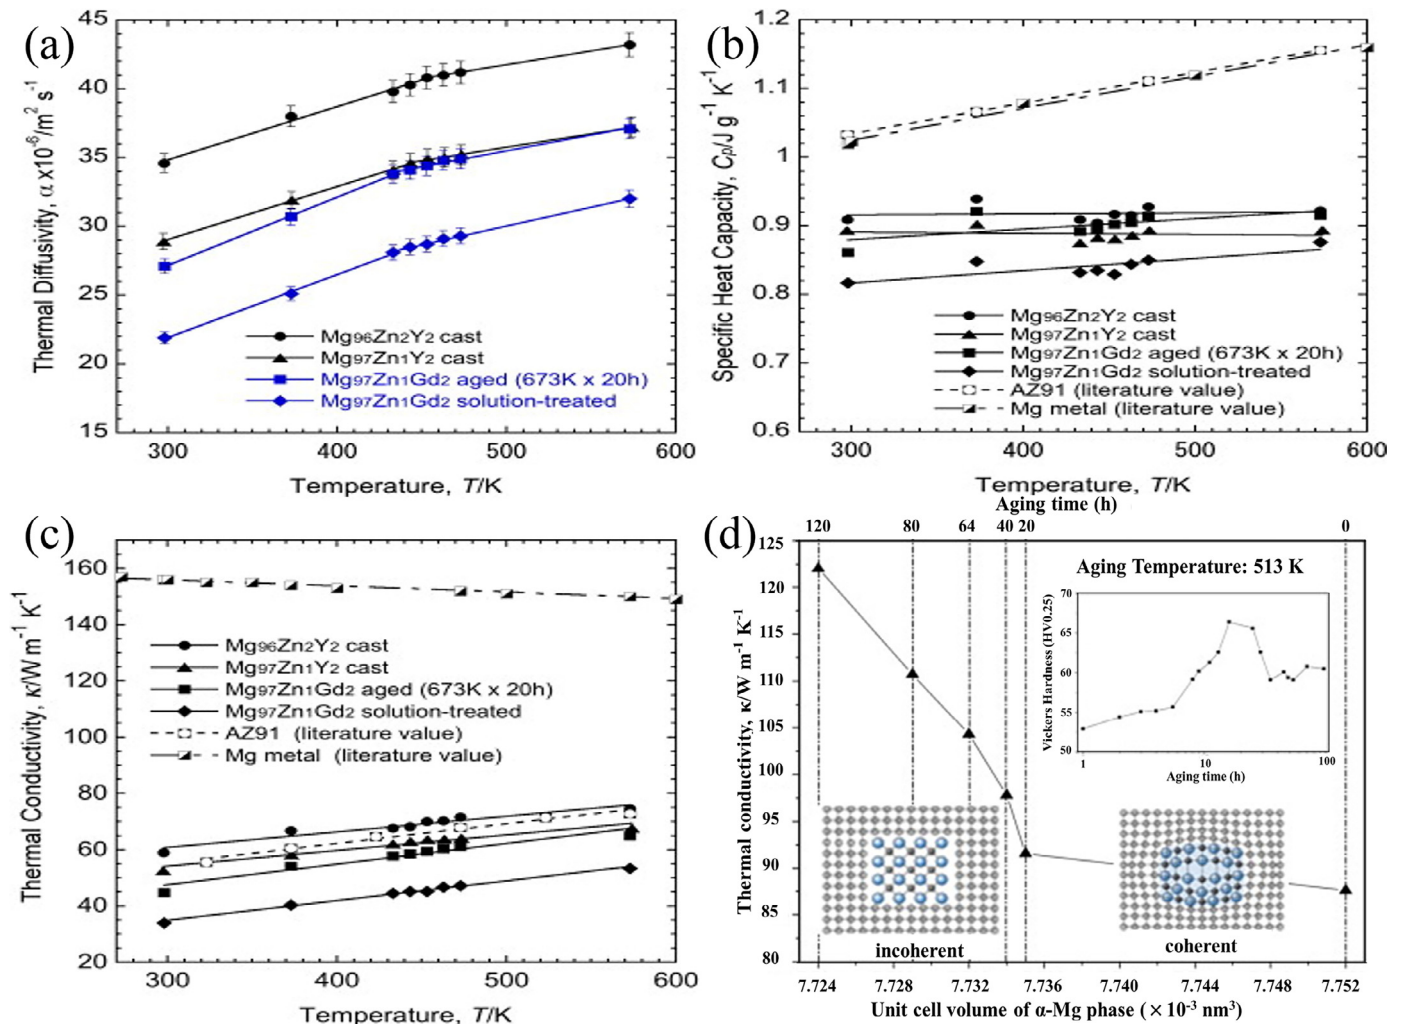 (a)
45
40
35
30
25
20
15
Thermal Diffusivity, α x10⁻⁶/m² s⁻¹
Mg96Zn2Y2 cast
Mg97Zn1Y2 cast
Mg97Zn1Gd2 aged (673K x 20h)
Mg97Zn1Gd2 solution-treated
300 400 500 600
Temperature, T/K
(b)
1.2
1.1
1
0.9
0.8
0.7
0.6
Specific Heat Capacity, Cp/J g⁻¹ K⁻¹
Mg96Zn2Y2 cast
Mg97Zn1Y2 cast
Mg97Zn1Gd2 aged (673K x 20h)
Mg97Zn1Gd2 solution-treated
AZ91 (literature value)
Mg metal (literature value)
300 400 500 600
Temperature, T/K
(c)
160
140
120
100
80
60
40
20
Thermal Conductivity, κ/W m⁻¹ K⁻¹
Mg96Zn2Y2 cast
Mg97Zn1Y2 cast
Mg97Zn1Gd2 aged (673K x 20h)
Mg97Zn1Gd2 solution-treated
AZ91 (literature value)
Mg metal (literature value)
300 400 500 600
Temperature, T/K
(d)
Aging time (h)
120 80 64 40 20 0
125
120
115
110
105
100
95
90
85
80
Thermal conductivity, κ/W m⁻¹ K⁻¹
Aging Temperature: 513 K
70
65
60
55
50
Vickers Hardness (HV0.25)
1 10 100
Aging time (h)
incoherent
coherent
7.724 7.728 7.732 7.736 7.740 7.744 7.748 7.752
Unit cell volume of α-Mg phase (× 10⁻³ nm³)